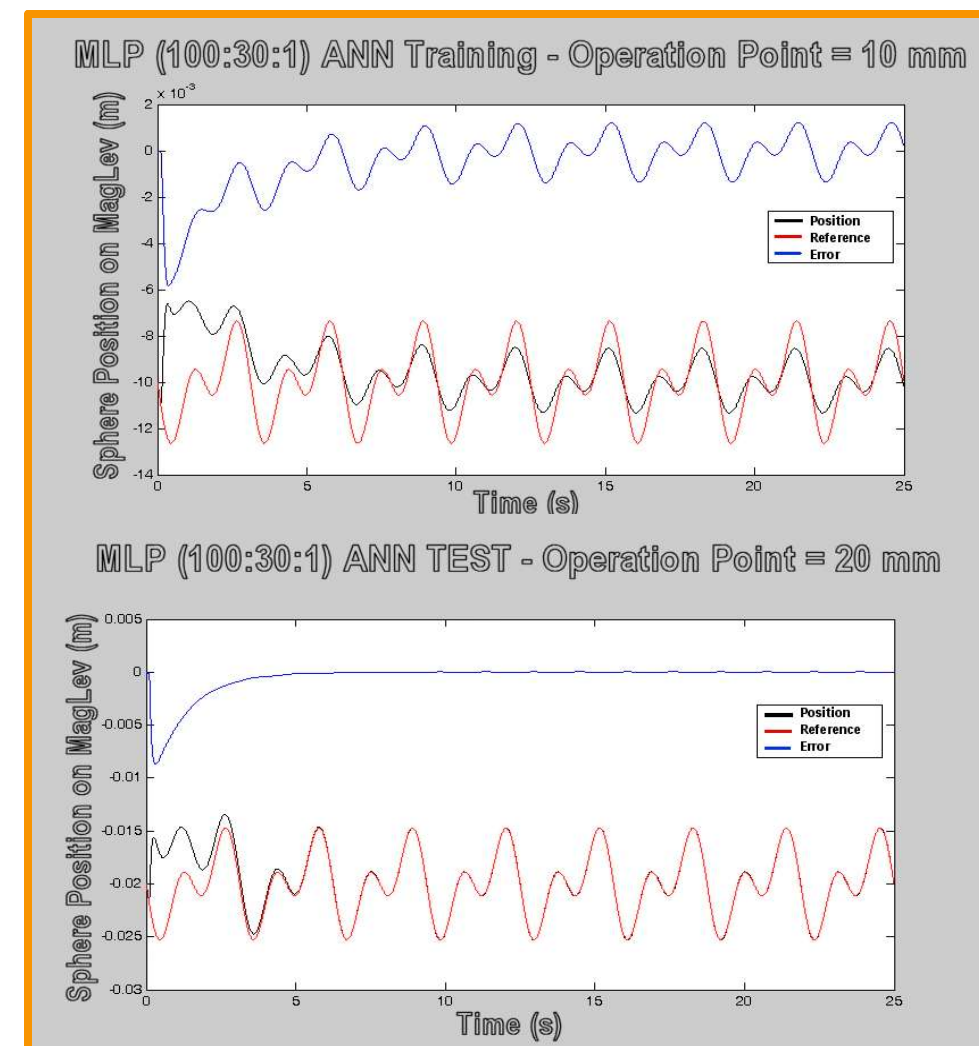 MLP (100:30:1) ANN Training - Operation Point = 10 mm
× 10⁻³
Sphere Position on MagLev (m)
2
0
-2
-4
-6
-8
-10
-12
-14
Position
Reference
Error
0 5 10 15 20 25
Time (s)
MLP (100:30:1) ANN TEST - Operation Point = 20 mm
Sphere Position on MagLev (m)
0.005
0
-0.005
-0.01
-0.015
-0.02
-0.025
-0.03
Position
Reference
Error
0 5 10 15 20 25
Time (s)